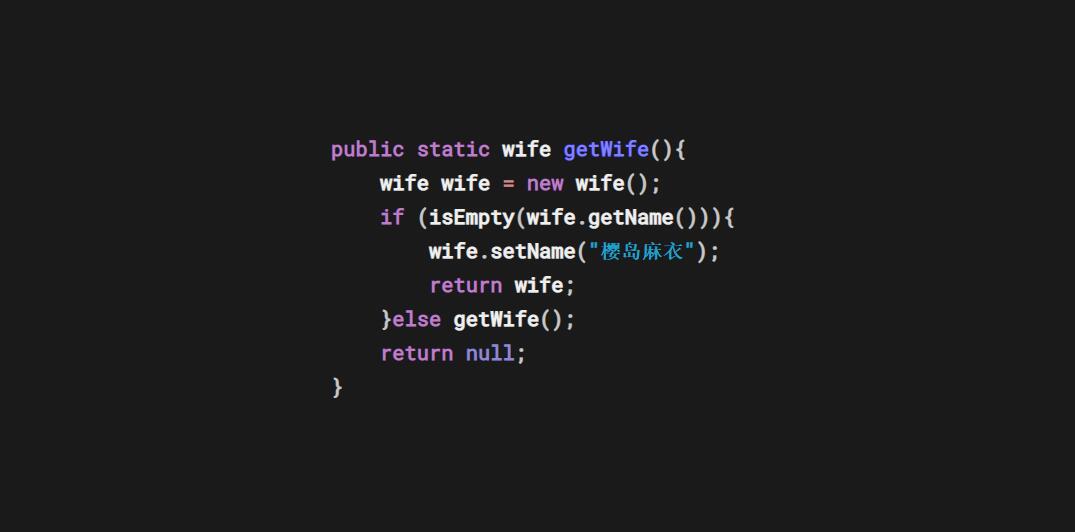 public static wife getWife(){
    wife wife = new wife();
    if (isEmpty(wife.getName())){
        wife.setName("樱岛麻衣");
        return wife;
    }else getWife();
    return null;
}